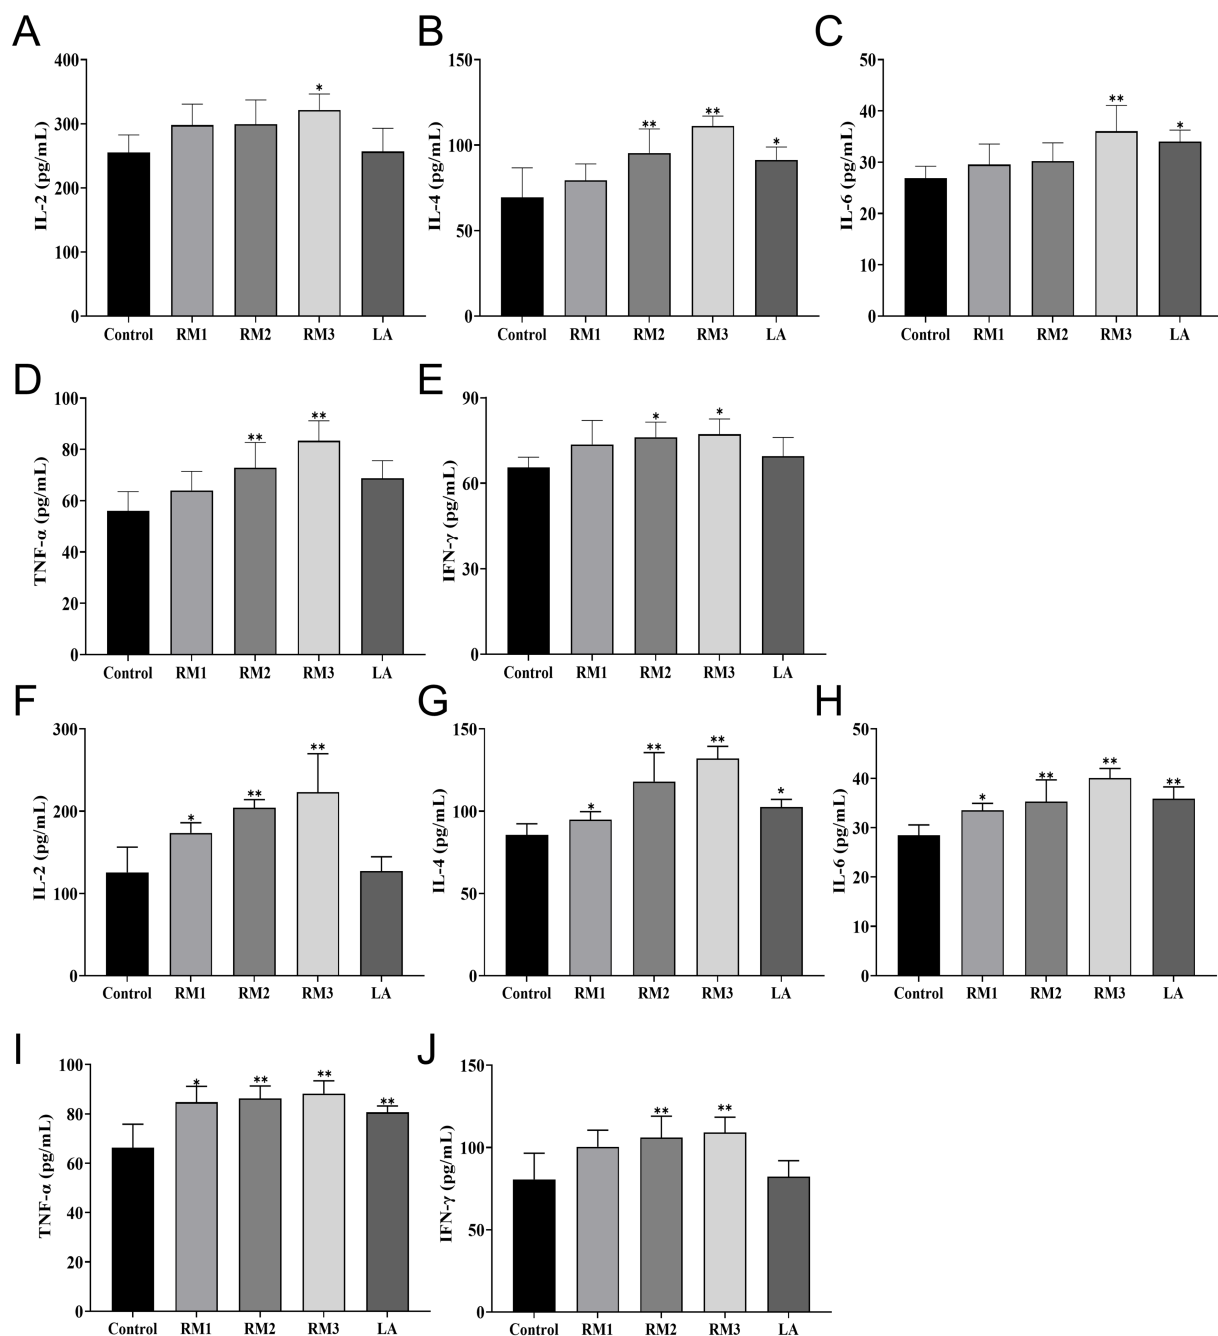 A
IL-2 (pg/mL)
400
300
200
100
0
*
Control RM1 RM2 RM3 LA
B
IL-4 (pg/mL)
150
100
50
0
** ** *
Control RM1 RM2 RM3 LA
C
IL-6 (pg/mL)
50
40
30
20
10
0
** *
Control RM1 RM2 RM3 LA
D
TNF-α (pg/mL)
100
80
60
40
20
0
** **
Control RM1 RM2 RM3 LA
E
IFN-γ (pg/mL)
90
60
30
0
* *
Control RM1 RM2 RM3 LA
F
IL-2 (pg/mL)
300
200
100
0
* ** **
Control RM1 RM2 RM3 LA
G
IL-4 (pg/mL)
150
100
50
0
* ** ** *
Control RM1 RM2 RM3 LA
H
IL-6 (pg/mL)
50
40
30
20
10
0
* ** ** **
Control RM1 RM2 RM3 LA
I
TNF-α (pg/mL)
100
80
60
40
20
0
* ** ** **
Control RM1 RM2 RM3 LA
J
IFN-γ (pg/mL)
150
100
50
0
** **
Control RM1 RM2 RM3 LA